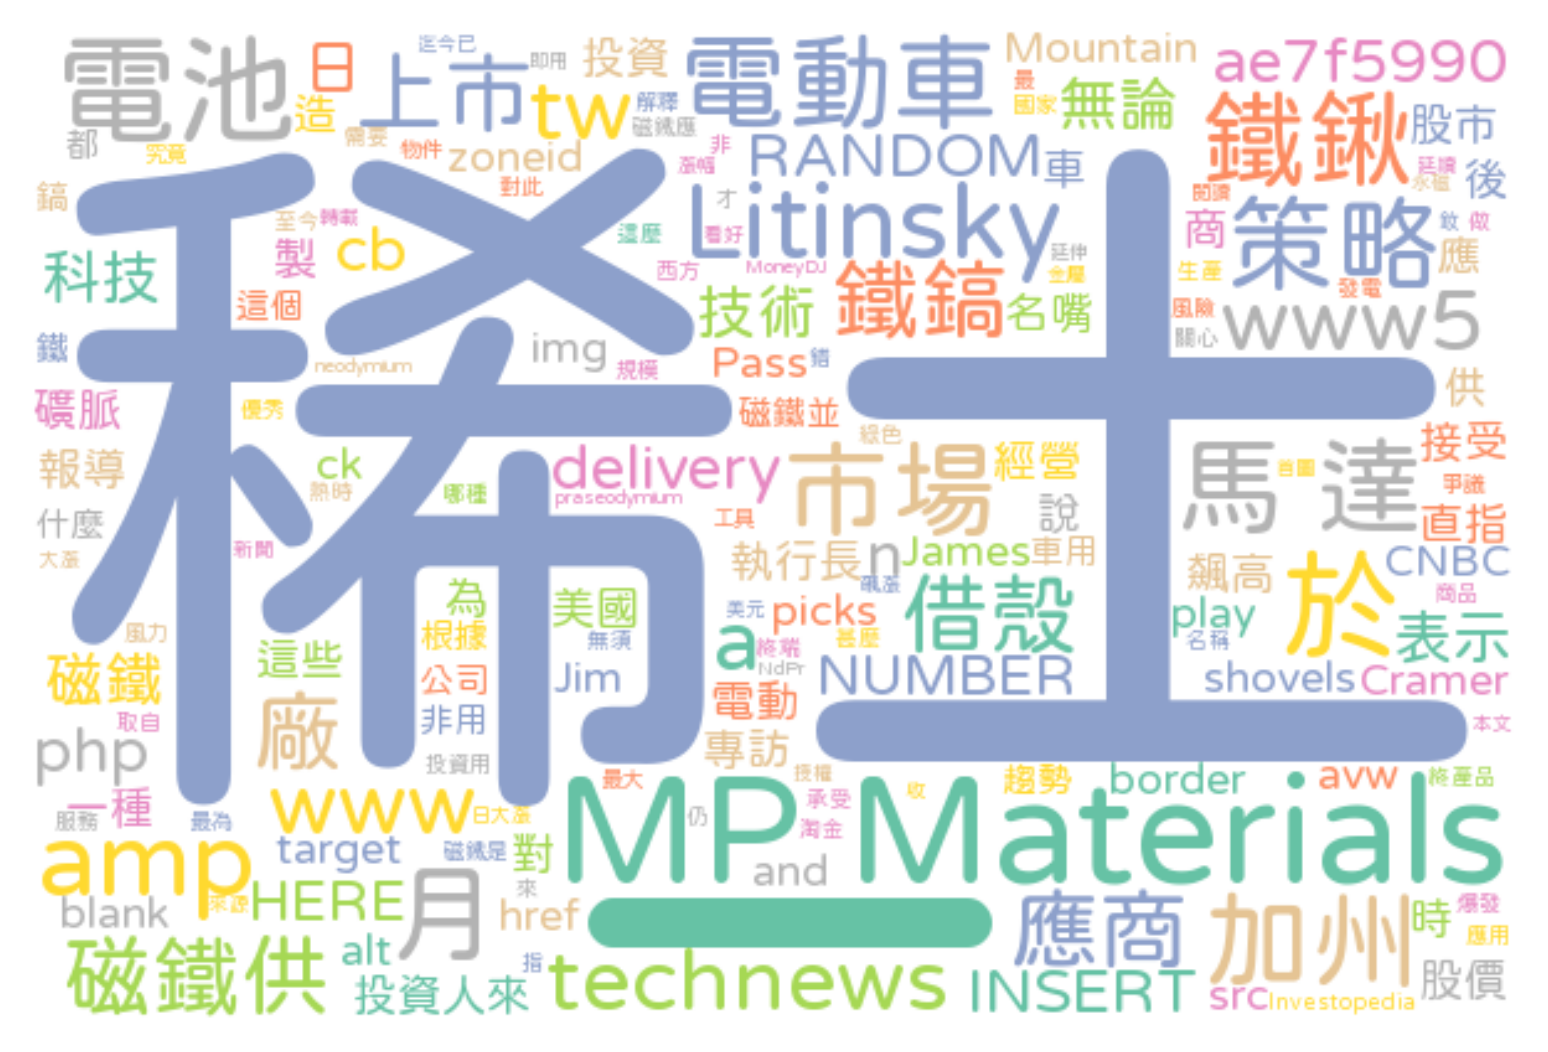 電池
日
上市
迄今已
即用
投資
電動車
Mountain
ae7f5990
造
tw
解釋
磁鐵應
最
國家
無論
鐵鍬
股市
都
究竟
需要
物件
zoneid
對此
漲幅
非
RANDOM
車
延續
永磁
後
鎬
稀土
至今
轉載
閱讀
才
Litinsky
看好
這麼
商
策略
釹
做
科技
製
cb
西方
MoneyDJ
延伸
金屬
生產
應
這個
技術
鐵鎬
名嘴
發電
風險
關心
www5
鐵
neodymium
img
規模
Pass
鍩
供
礦脈
優秀
磁鐵並
綠色
接受
報導
ck
熱時
哪種
delivery
praseodymium
市場
經營
馬達
首圖
爭議
什麼
工具
說
直指
大漲
新聞
執行長
n
James
車用
飆漲
飆高
於
CNBC
商品
為
美國
美元
picks
借殼
play
名稱
表示
風力
根據
無須
a
終端
甚麼
磁鐵
這些
公司
Jim
NdPr
NUMBER
shovels
Cramer
取自
廠
非用
電動
本文
php
投資用
專訪
一種
最大
授權
收
趨勢
border
avw
終產品
服務
最為
www
日大漲
MP Materials
仍
承受
淘金
amp
target
磁鐵是
對
and
blank
來源
HERE
月
來
href
應商
加州
時
爆發
應用
磁鐵供
alt
投資人來
指
technews
INSERT
src
Investopedia
股價